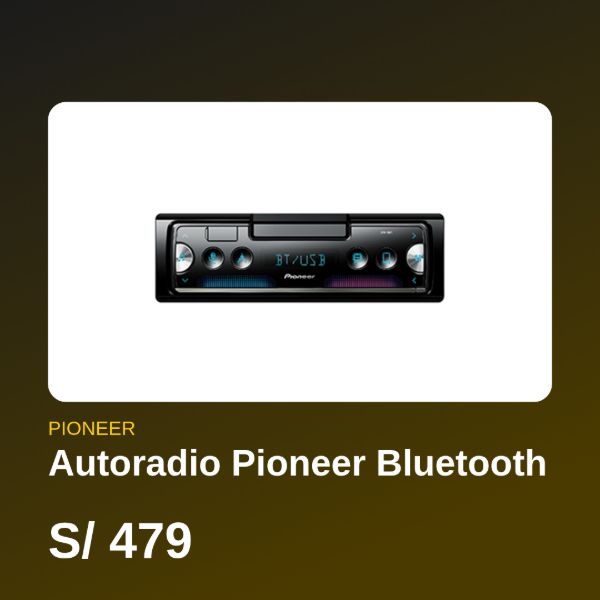 BT/USB
Pioneer
PIONEER
Autoradio Pioneer Bluetooth
S/ 479